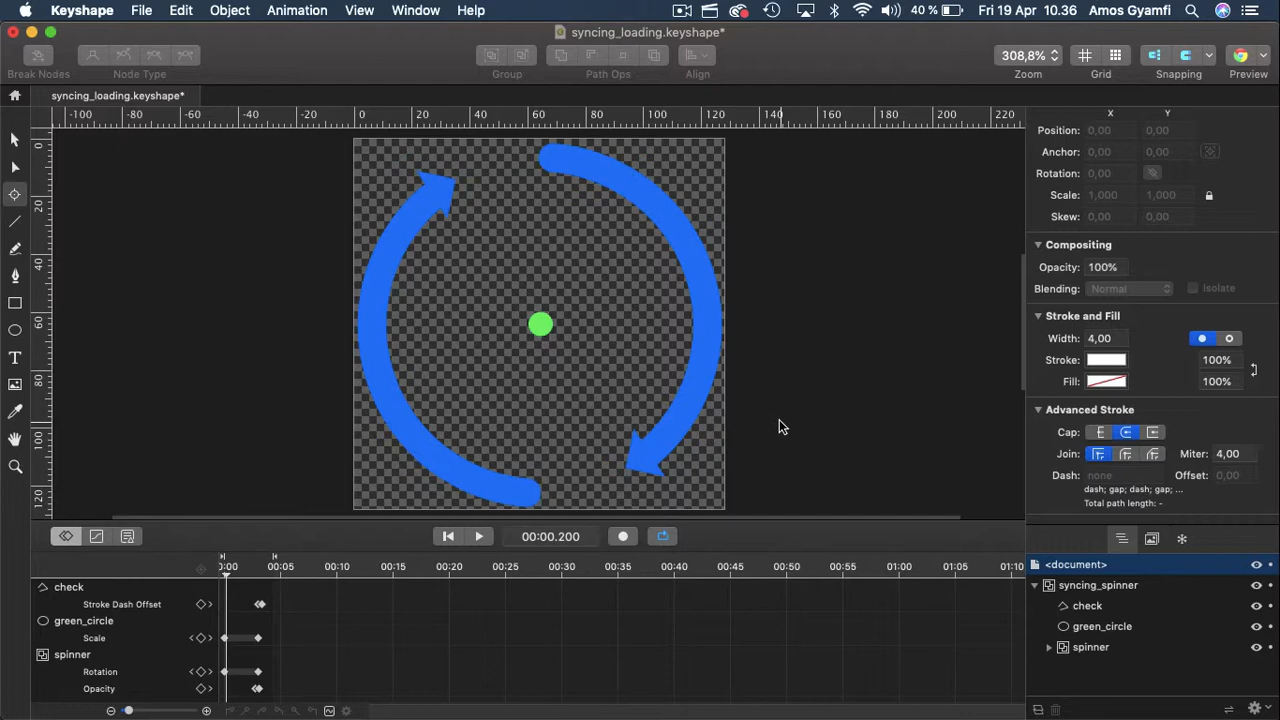 Keyshape File Edit Object Animation View Window Help 40 % Fri 19 Apr 10.36 Amos Gyamfi
syncing_loading.keyshape*
308,8%
Break Nodes Node Type Group Path Ops Align Zoom Grid Snapping Preview
syncing_loading.keyshape*
-100 -80 -60 -40 -20 0 20 40 60 80 100 120 140 160 180 200 220
0
20
40
60
80
100
120
X Y
Position: 0,00 0,00
Anchor: 0,00 0,00
Rotation: 0,00
Scale: 1,000 1,000
Skew: 0,00 0,00
Compositing
Opacity: 100%
Blending: Normal Isolate
Stroke and Fill
Width: 4,00
Stroke: 100%
Fill: 100%
Advanced Stroke
Cap:
Join: Miter: 4,00
Dash: none Offset: 0,00
dash; gap; dash; gap; ...
Total path length: -
00:00.200
0:00 00:05 00:10 00:15 00:20 00:25 00:30 00:35 00:40 00:45 00:50 00:55 01:00 01:05 01:10
check
Stroke Dash Offset
green_circle
Scale
spinner
Rotation
Opacity
<document>
syncing_spinner
check
green_circle
spinner